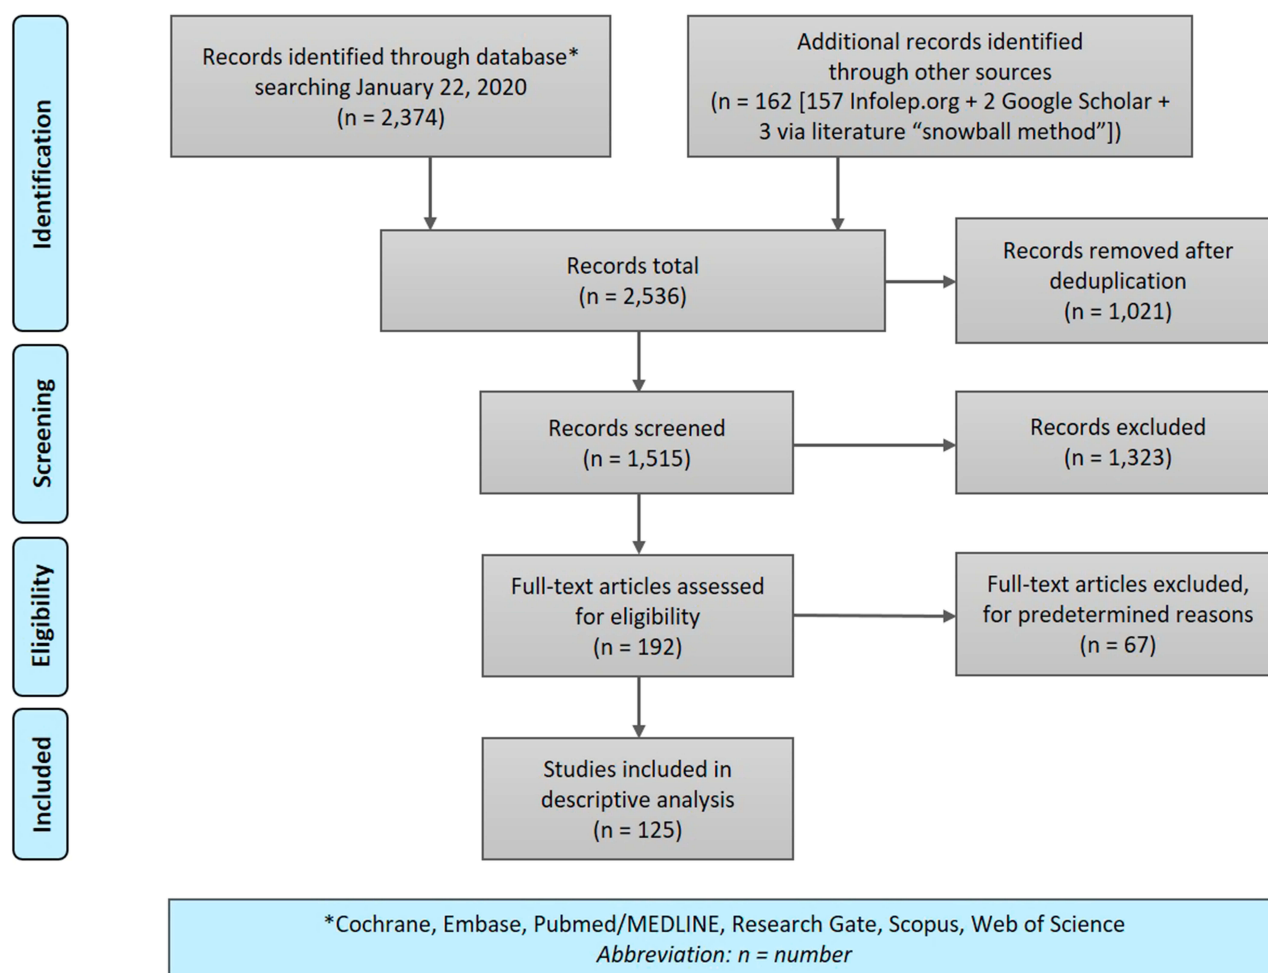 Identification
Records identified through database*
searching January 22, 2020
(n = 2,374)
Additional records identified
through other sources
(n = 162 [157 Infolep.org + 2 Google Scholar +
3 via literature “snowball method”])
Records total
(n = 2,536)
Records removed after
deduplication
(n = 1,021)
Screening
Records screened
(n = 1,515)
Records excluded
(n = 1,323)
Eligibility
Full-text articles assessed
for eligibility
(n = 192)
Full-text articles excluded,
for predetermined reasons
(n = 67)
Included
Studies included in
descriptive analysis
(n = 125)
*Cochrane, Embase, Pubmed/MEDLINE, Research Gate, Scopus, Web of Science
Abbreviation: n = number